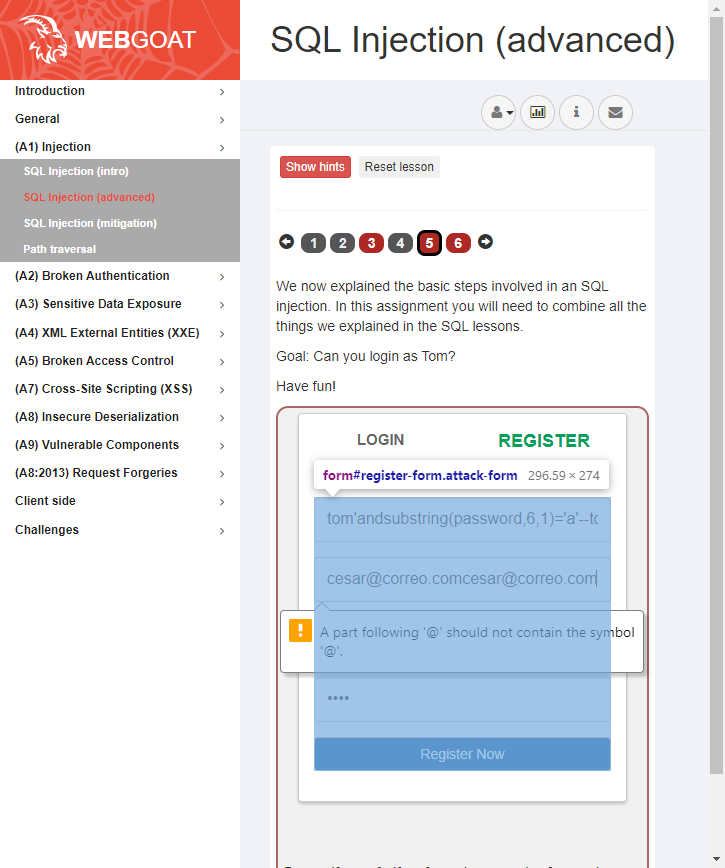 WEBGOAT
SQL Injection (advanced)
Introduction
General
(A1) Injection
SQL Injection (intro)
SQL Injection (advanced)
SQL Injection (mitigation)
Path traversal
(A2) Broken Authentication
(A3) Sensitive Data Exposure
(A4) XML External Entities (XXE)
(A5) Broken Access Control
(A7) Cross-Site Scripting (XSS)
(A8) Insecure Deserialization
(A9) Vulnerable Components
(A8:2013) Request Forgeries
Client side
Challenges
Show hints Reset lesson
1 2 3 4 5 6
We now explained the basic steps involved in an SQL
injection. In this assignment you will need to combine all the
things we explained in the SQL lessons.
Goal: Can you login as Tom?
Have fun!
LOGIN REGISTER
form#register-form.attack-form 296.59 × 274
tom'andsubstring(password,6,1)='a'--to
cesar@correo.comcesar@correo.com
A part following '@' should not contain the symbol
'@'.
••••
Register Now